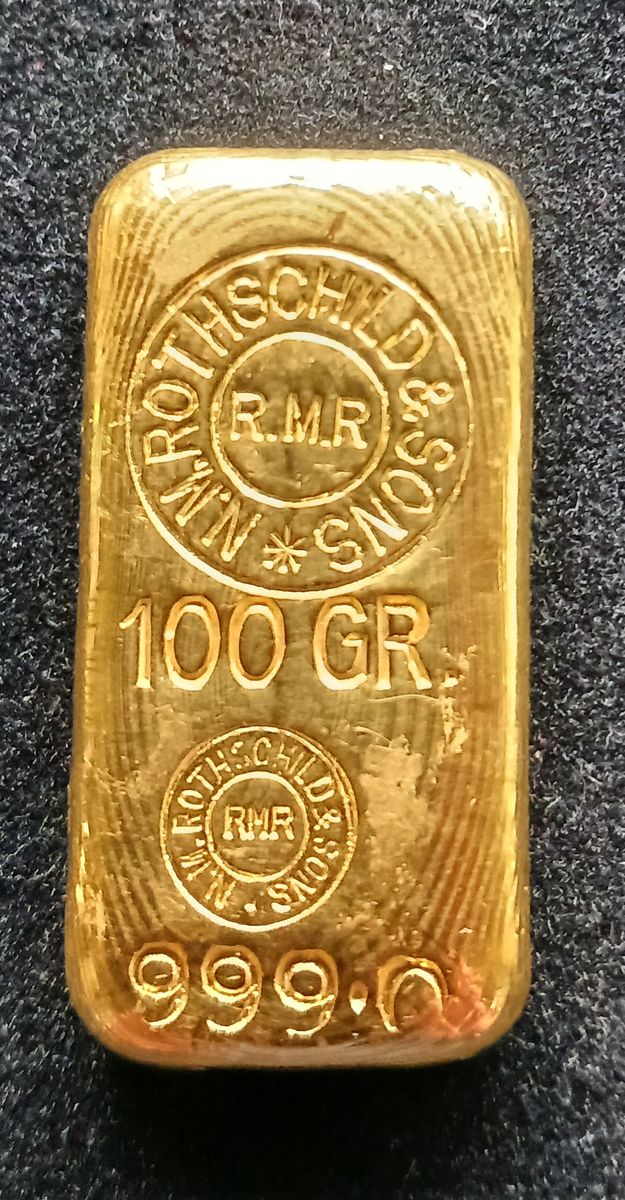 N.M. ROTHSCHILD & SONS *
R.M.R
100 GR
N.M. ROTHSCHILD & SONS ·
RMR
999·0